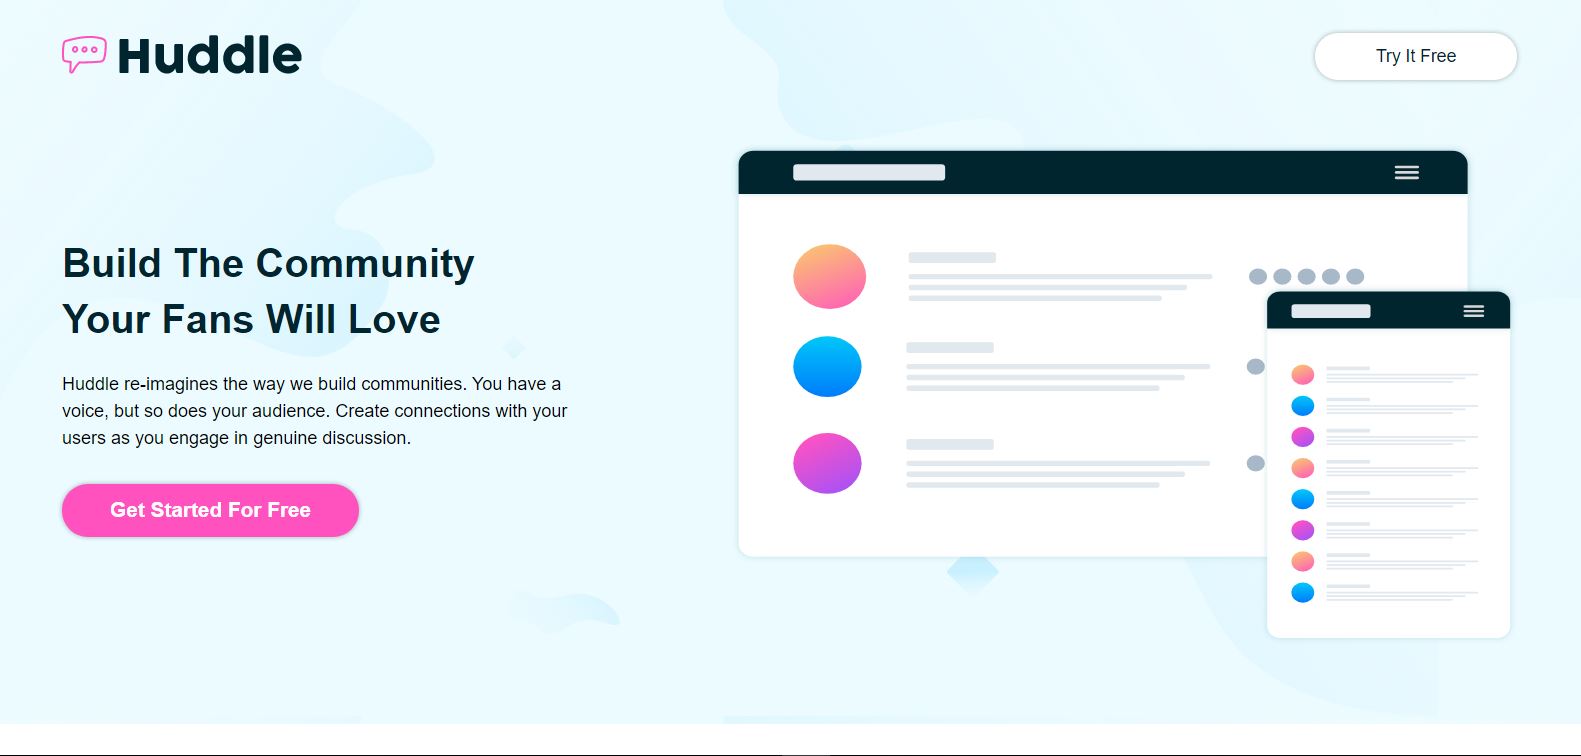 Huddle
Try It Free
Build The Community
Your Fans Will Love
Huddle re-imagines the way we build communities. You have a
voice, but so does your audience. Create connections with your
users as you engage in genuine discussion.
Get Started For Free